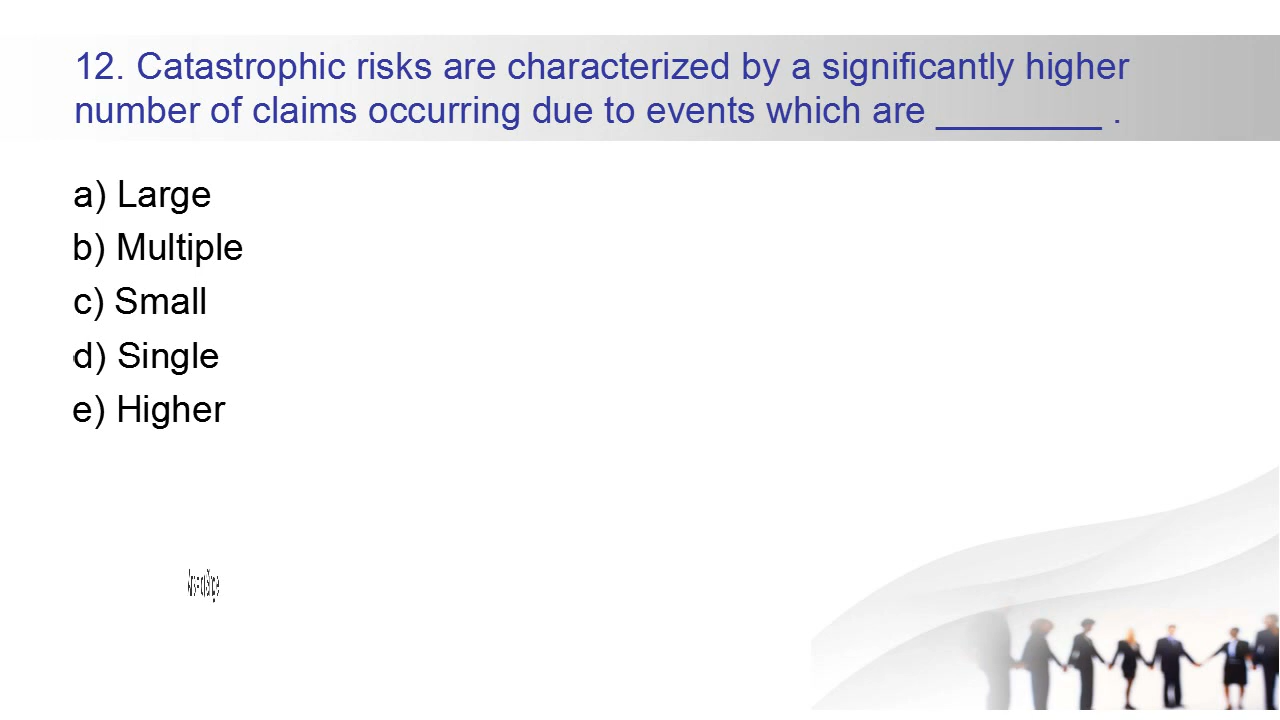 12. Catastrophic risks are characterized by a significantly higher
number of claims occurring due to events which are ________ .
a) Large
b) Multiple
c) Small
d) Single
e) Higher